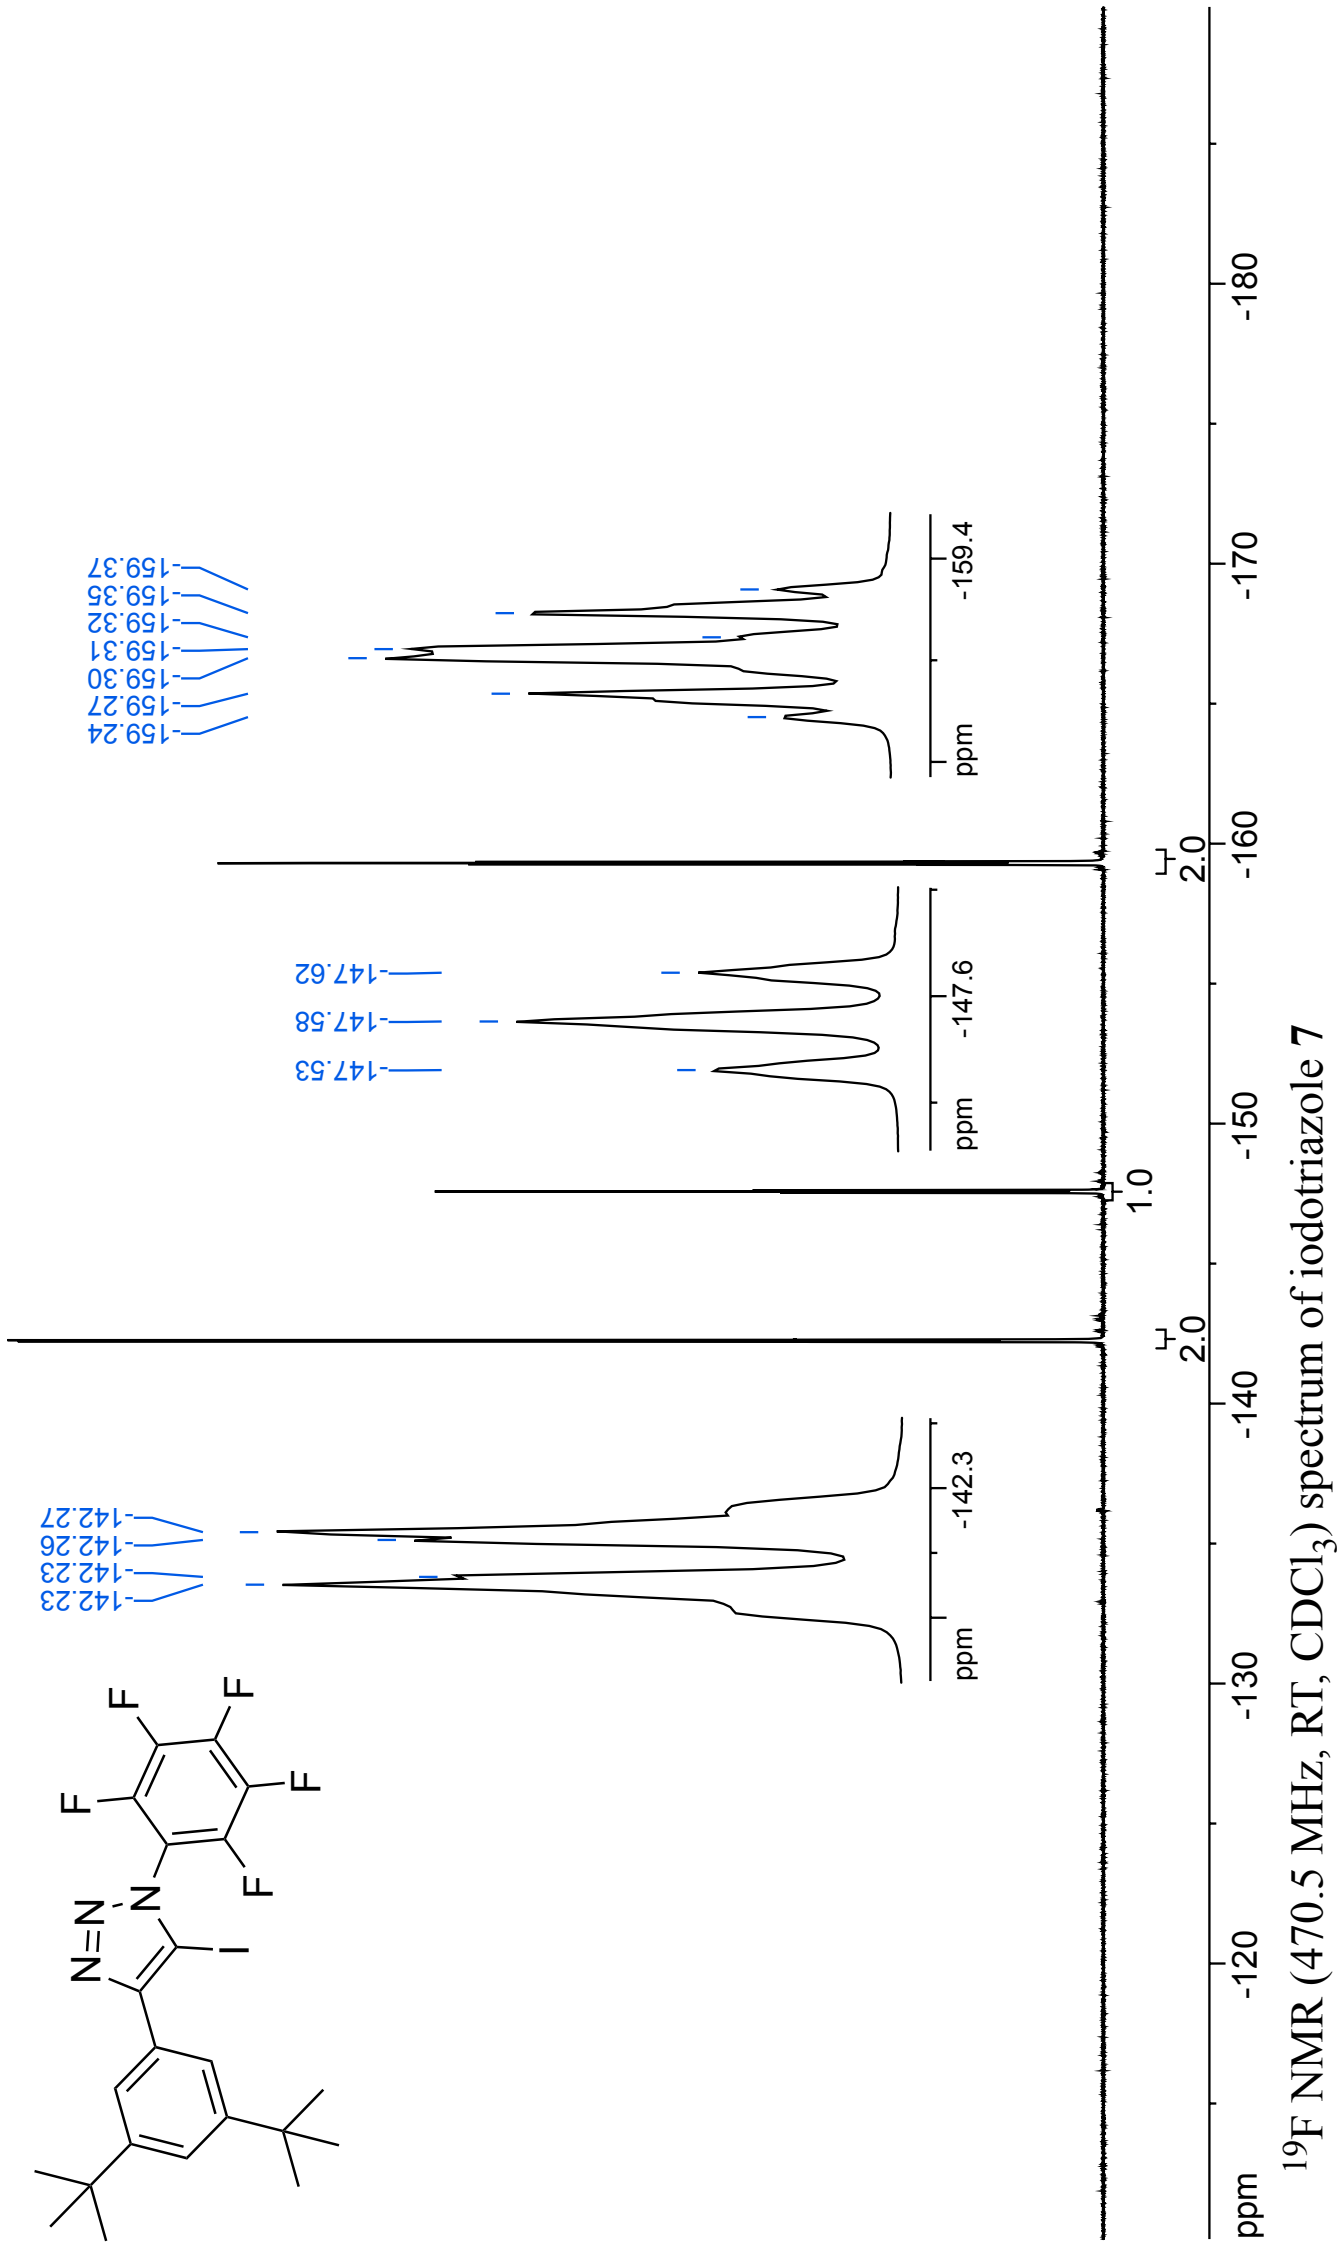 N=N
N
I
F
F
F
F
F
-142.23
-142.23
-142.26
-142.27
ppm
-142.3
-147.53
-147.58
-147.62
ppm
-147.6
-159.24
-159.27
-159.30
-159.31
-159.32
-159.35
-159.37
ppm
-159.4
2.0
1.0
2.0
ppm
-120
-130
-140
-150
-160
-170
-180
¹⁹F NMR (470.5 MHz, RT, CDCl₃) spectrum of iodotriazole 7